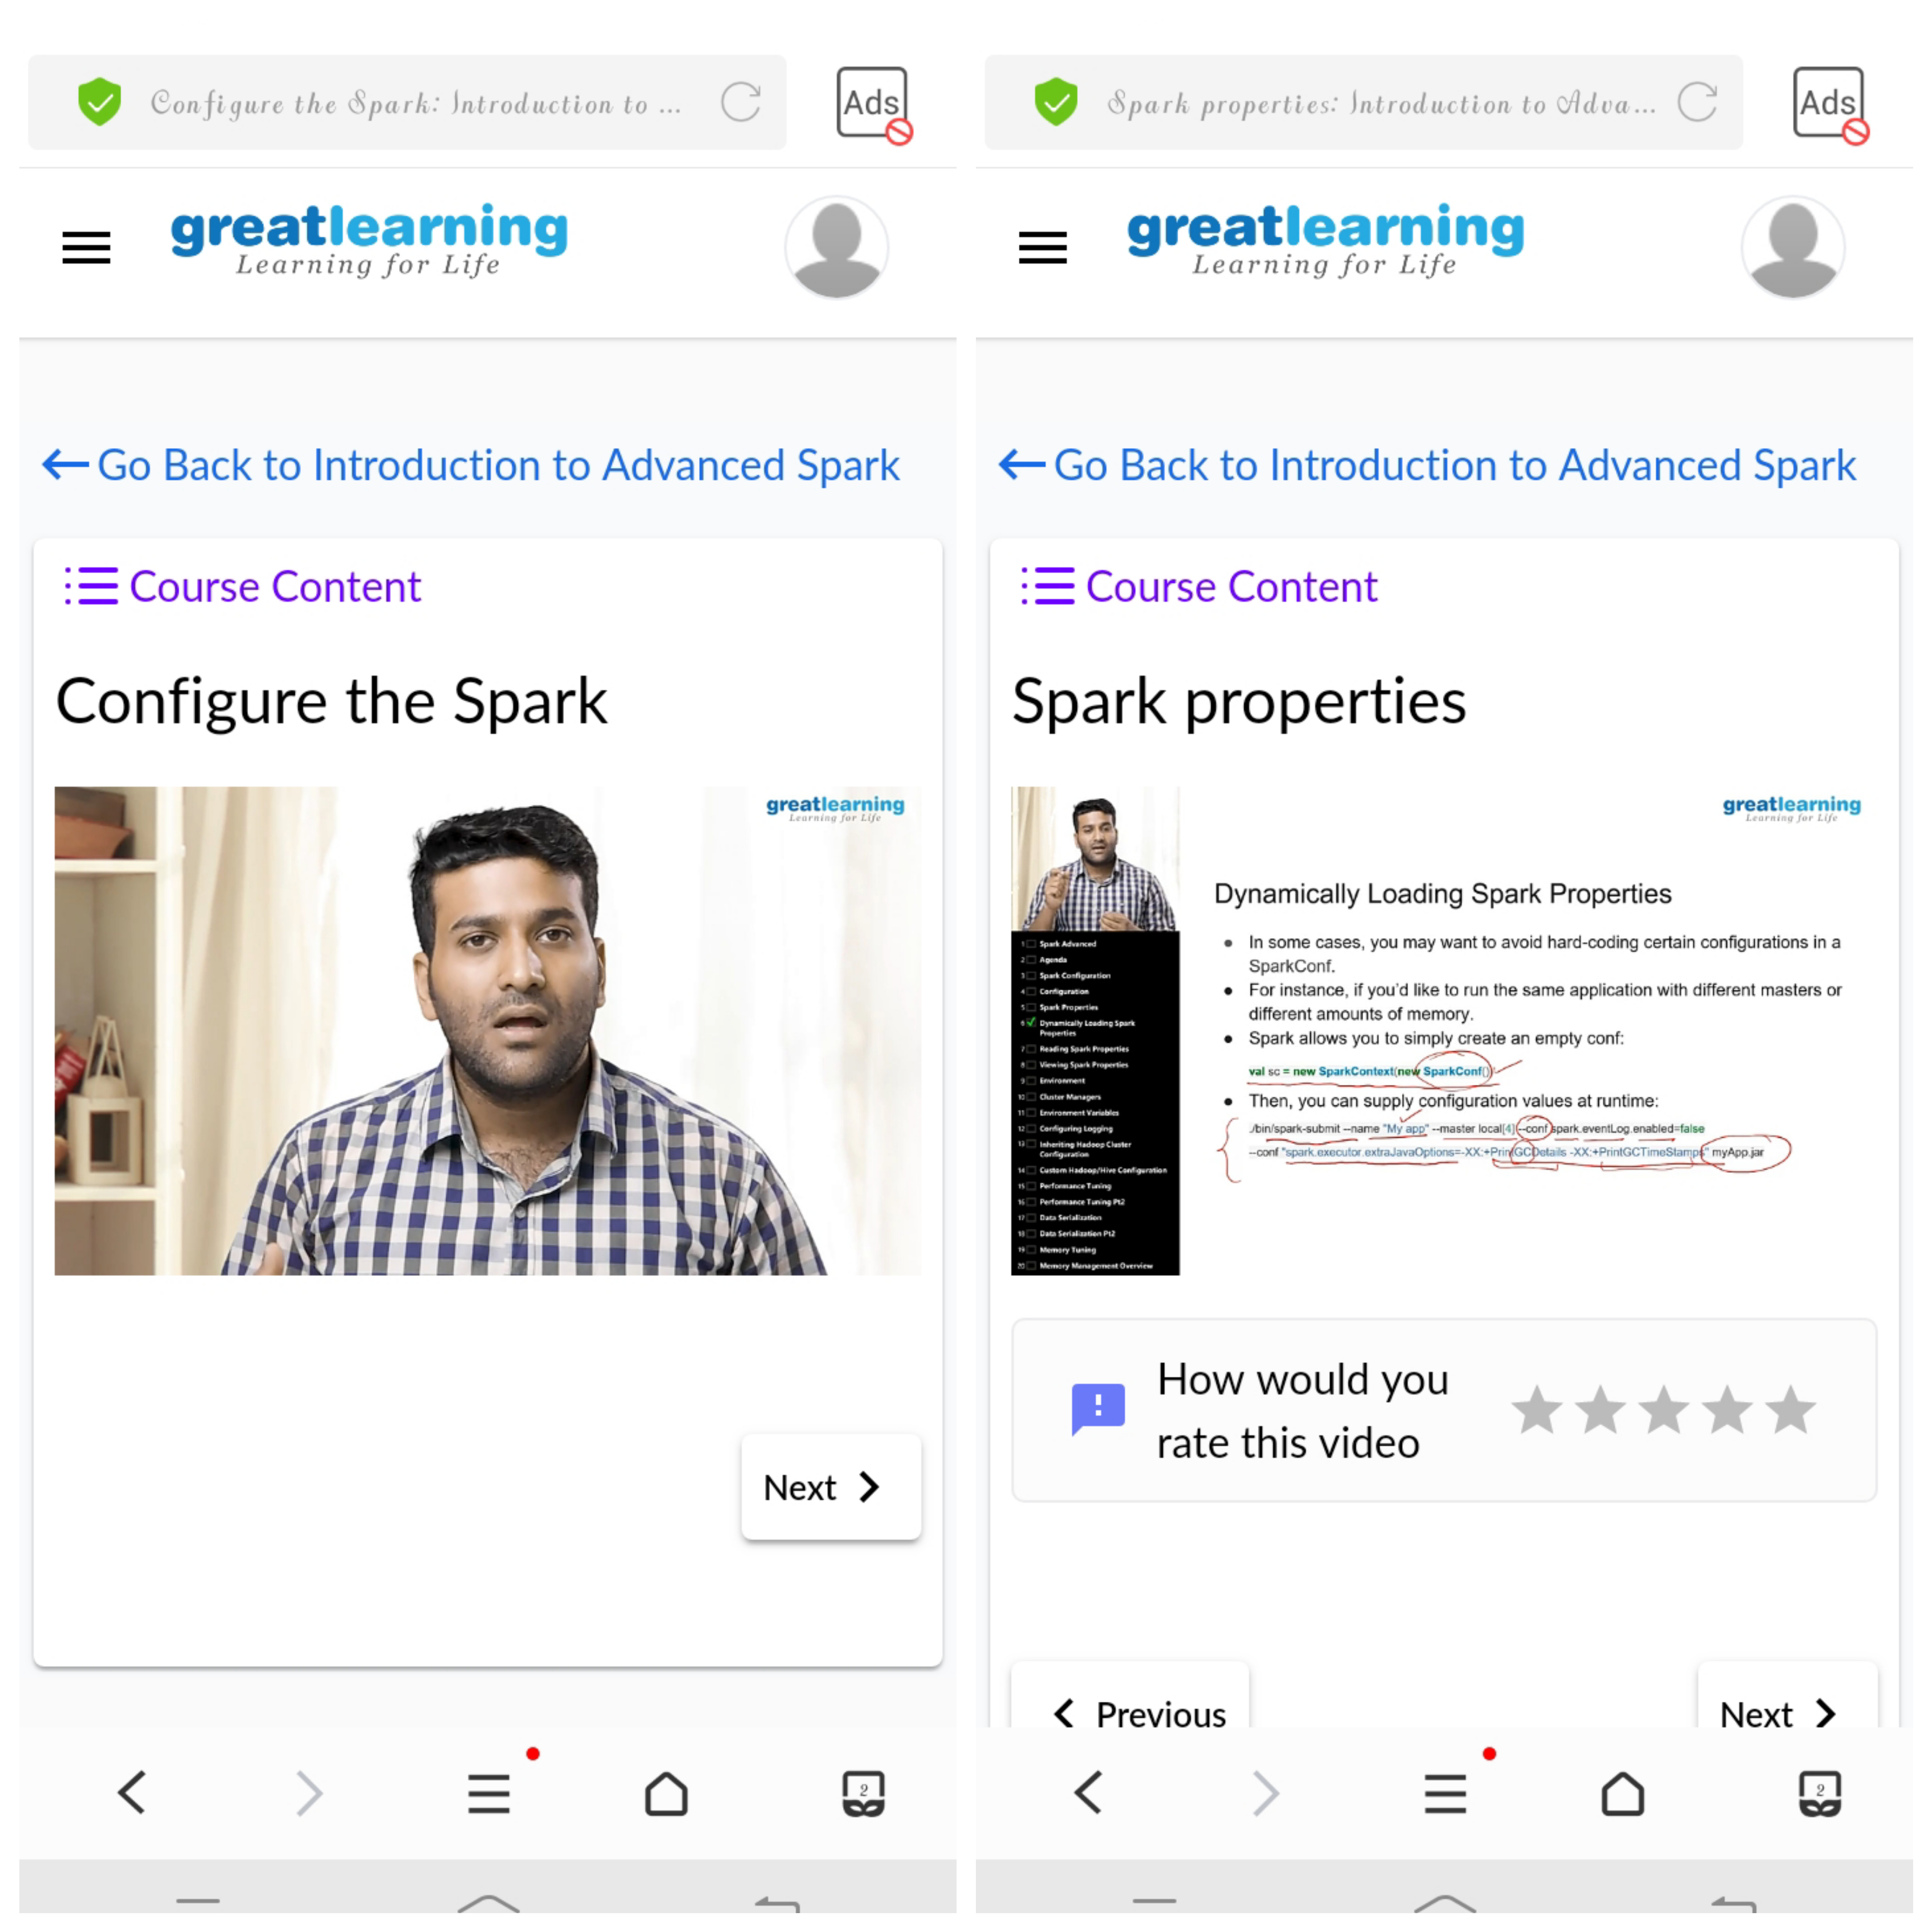 Configure the Spark: Introduction to ...
Ads
greatlearning
Learning for Life
Go Back to Introduction to Advanced Spark
Course Content
Configure the Spark
greatlearning
Learning for Life
Next
2
Spark properties: Introduction to Adva...
Ads
greatlearning
Learning for Life
Go Back to Introduction to Advanced Spark
Course Content
Spark properties
greatlearning
Learning for Life
1 Spark Advanced
2 Agenda
3 Spark Configuration
4 Configuration
5 Spark Properties
6 Dynamically Loading Spark
Properties
7 Reading Spark Properties
8 Viewing Spark Properties
9 Environment
10 Cluster Managers
11 Environment Variables
12 Configuring Logging
13 Inheriting Hadoop Cluster
Configuration
14 Custom Hadoop/Hive Configuration
15 Performance Tuning
16 Performance Tuning Pt2
17 Data Serialization
18 Data Serialization Pt2
19 Memory Tuning
20 Memory Management Overview
Dynamically Loading Spark Properties
• In some cases, you may want to avoid hard-coding certain configurations in a
SparkConf.
• For instance, if you'd like to run the same application with different masters or
different amounts of memory.
• Spark allows you to simply create an empty conf:
val sc = new SparkContext(new SparkConf())
• Then, you can supply configuration values at runtime:
./bin/spark-submit --name "My app" --master local[4] --conf spark.eventLog.enabled=false
--conf "spark.executor.extraJavaOptions=-XX:+PrintGCDetails -XX:+PrintGCTimeStamps" myApp.jar
How would you
rate this video
Previous
Next
2